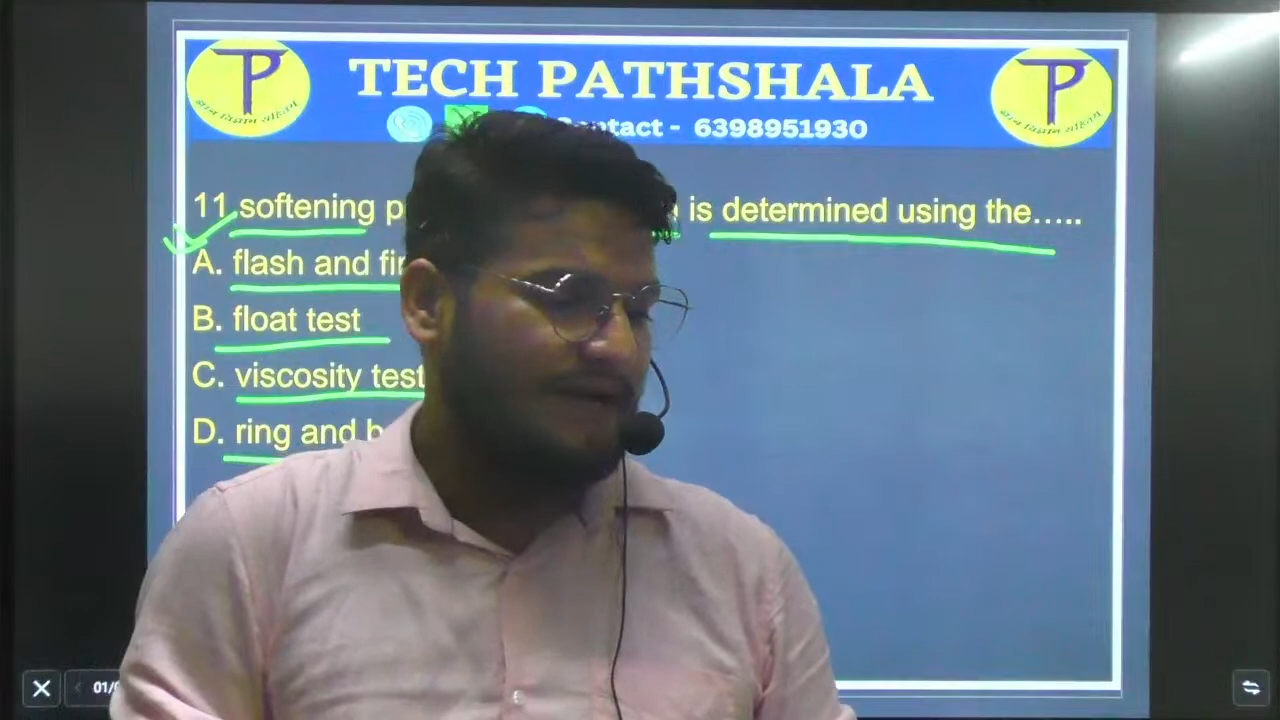 TECH PATHSHALA
Contact - 6398951930
11 softening is determined using the…..
A. flash and
B. float test
C. viscosity test
D. ring and
01/